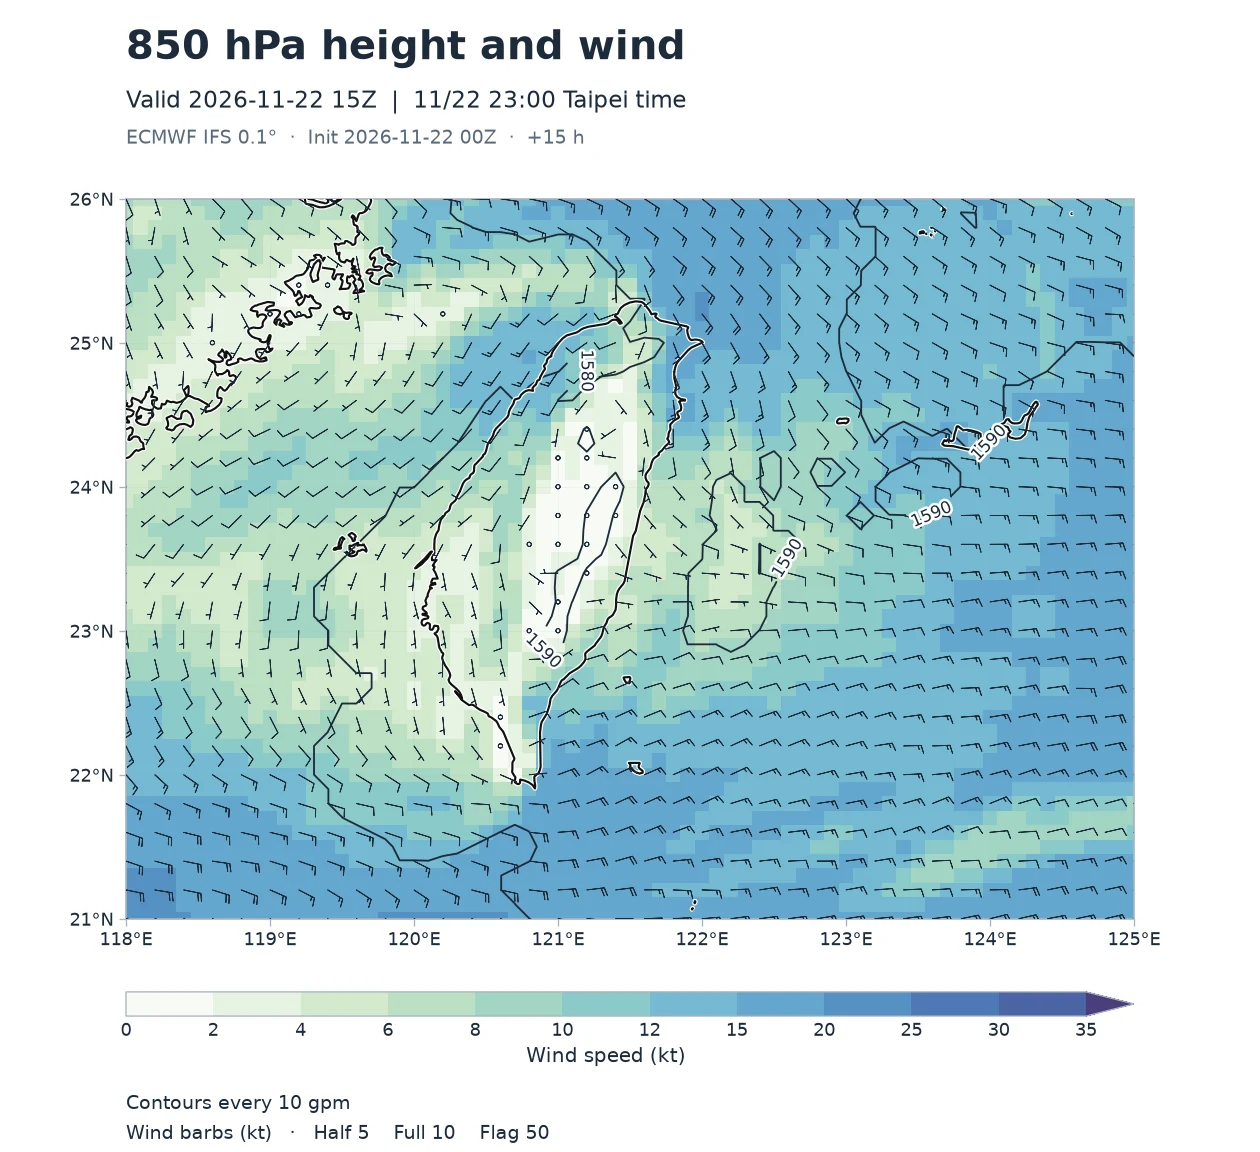 850 hPa height and wind
Valid 2026-11-22 15Z | 11/22 23:00 Taipei time
ECMWF IFS 0.1° · Init 2026-11-22 00Z · +15 h
26°N
25°N
1580
1590
24°N
1590
1590
23°N
1590
22°N
21°N
118°E 119°E 120°E 121°E 122°E 123°E 124°E 125°E
0 2 4 6 8 10 12 15 20 25 30 35
Wind speed (kt)
Contours every 10 gpm
Wind barbs (kt) · Half 5 Full 10 Flag 50